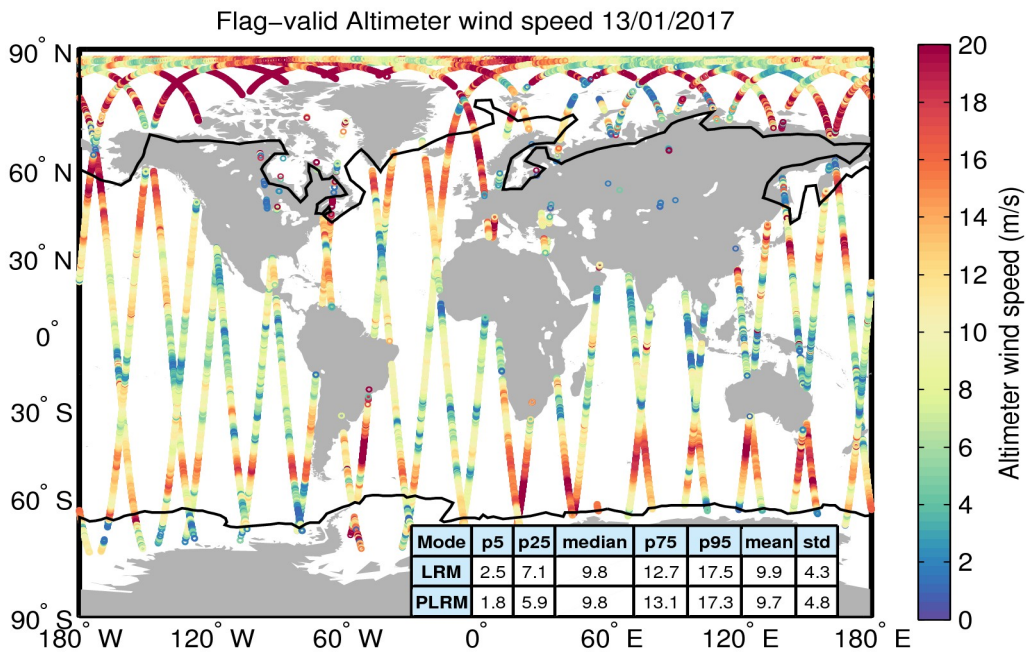 Flag−valid Altimeter wind speed 13/01/2017
90° N
60° N
30° N
0°
30° S
60° S
90° S
180° W
120° W
60° W
0°
60° E
120° E
180° E
Mode p5 p25 median p75 p95 mean std
LRM 2.5 7.1 9.8 12.7 17.5 9.9 4.3
PLRM 1.8 5.9 9.8 13.1 17.3 9.7 4.8
20
18
16
14
12
10
8
6
4
2
0
Altimeter wind speed (m/s)